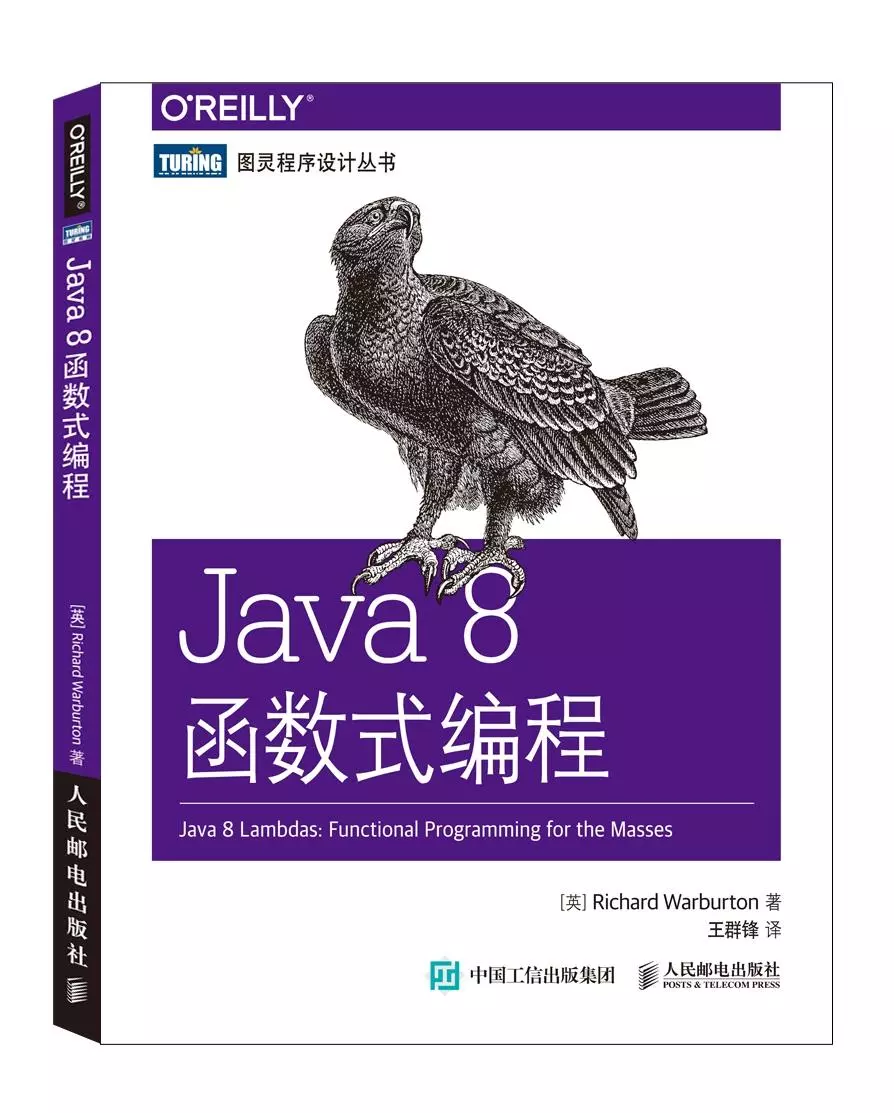 O'REILLY®
TURING
图灵程序设计丛书
Java 8
函数式编程
Java 8 Lambdas: Functional Programming for the Masses
[英] Richard Warburton 著
王群锋 译
中国工信出版集团
人民邮电出版社
POSTS & TELECOM PRESS
O'REILLY®
TURING
Java 8 函数式编程
[英] Richard Warburton 著
人民邮电出版社